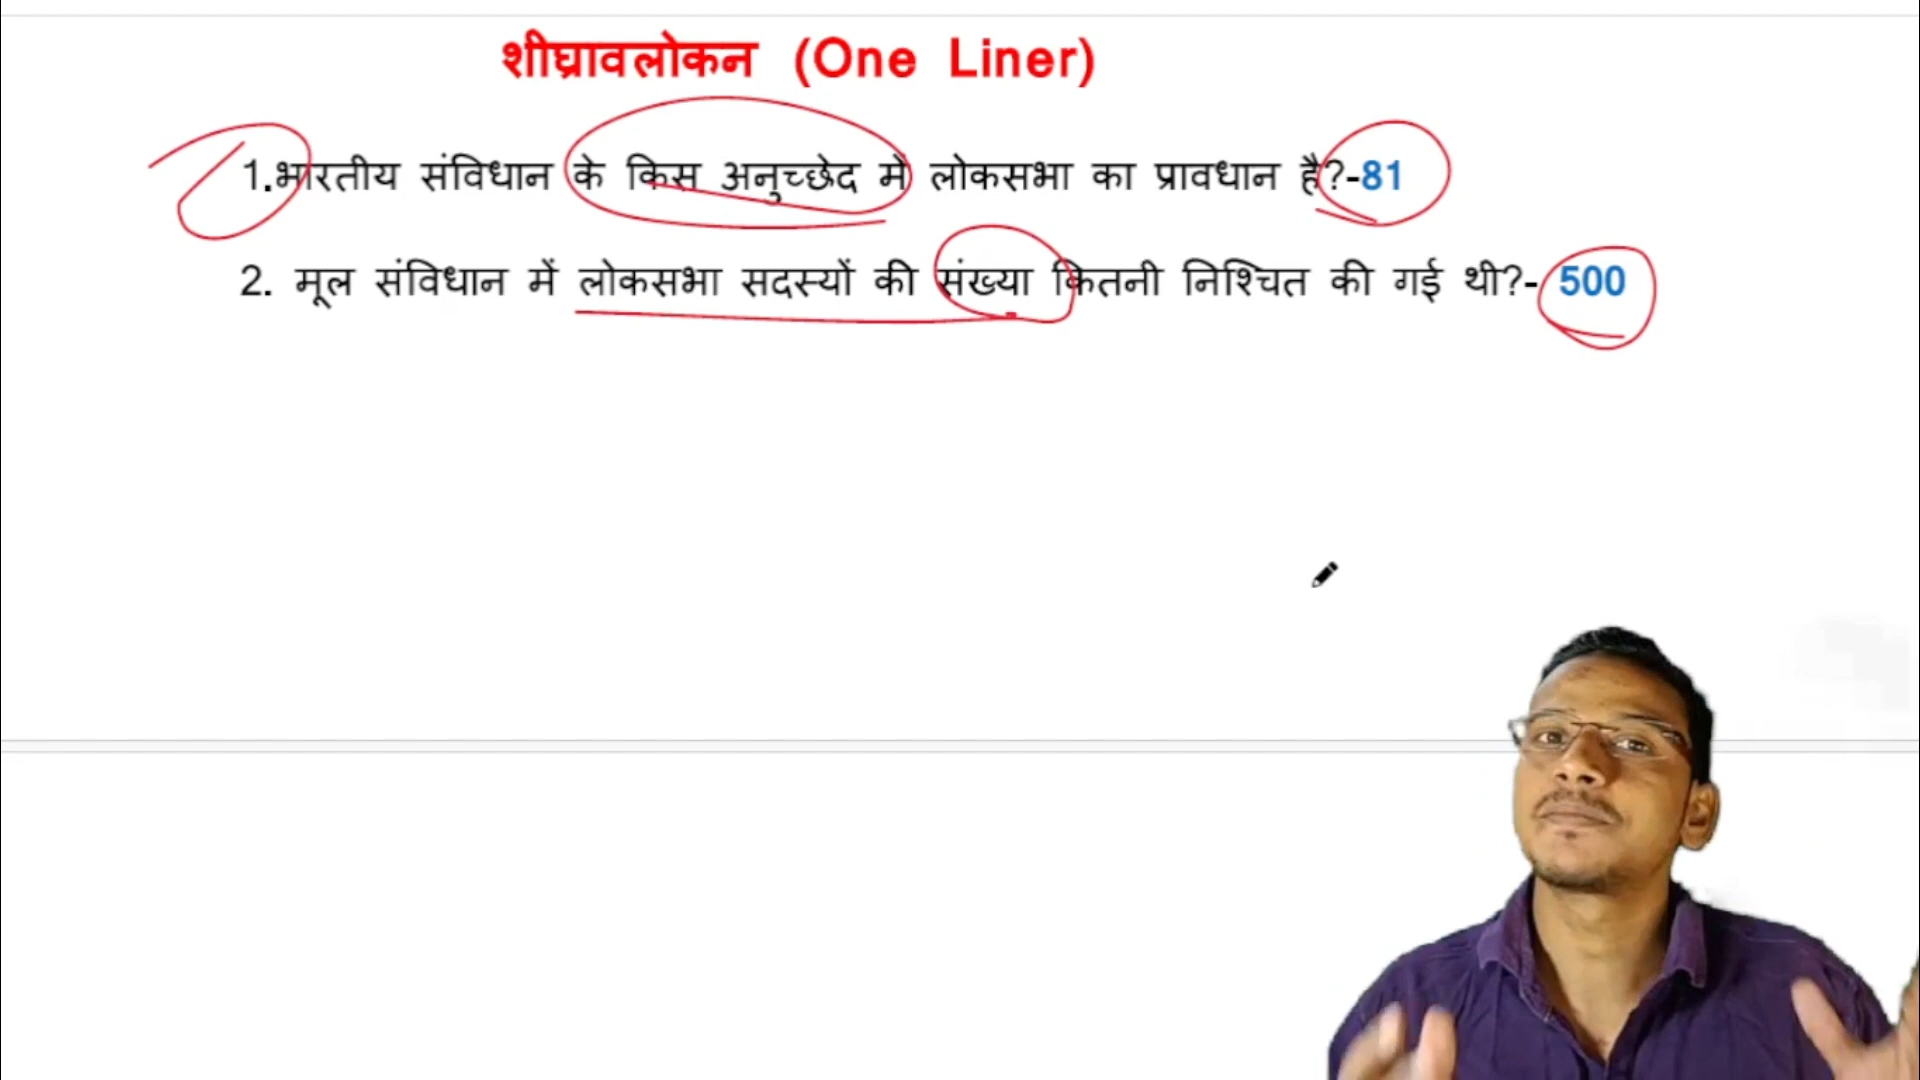 शीघ्रावलोकन (One Liner)
1.भारतीय संविधान के किस अनुच्छेद में लोकसभा का प्रावधान है?-81
2. मूल संविधान में लोकसभा सदस्यों की संख्या कितनी निश्चित की गई थी?- 500